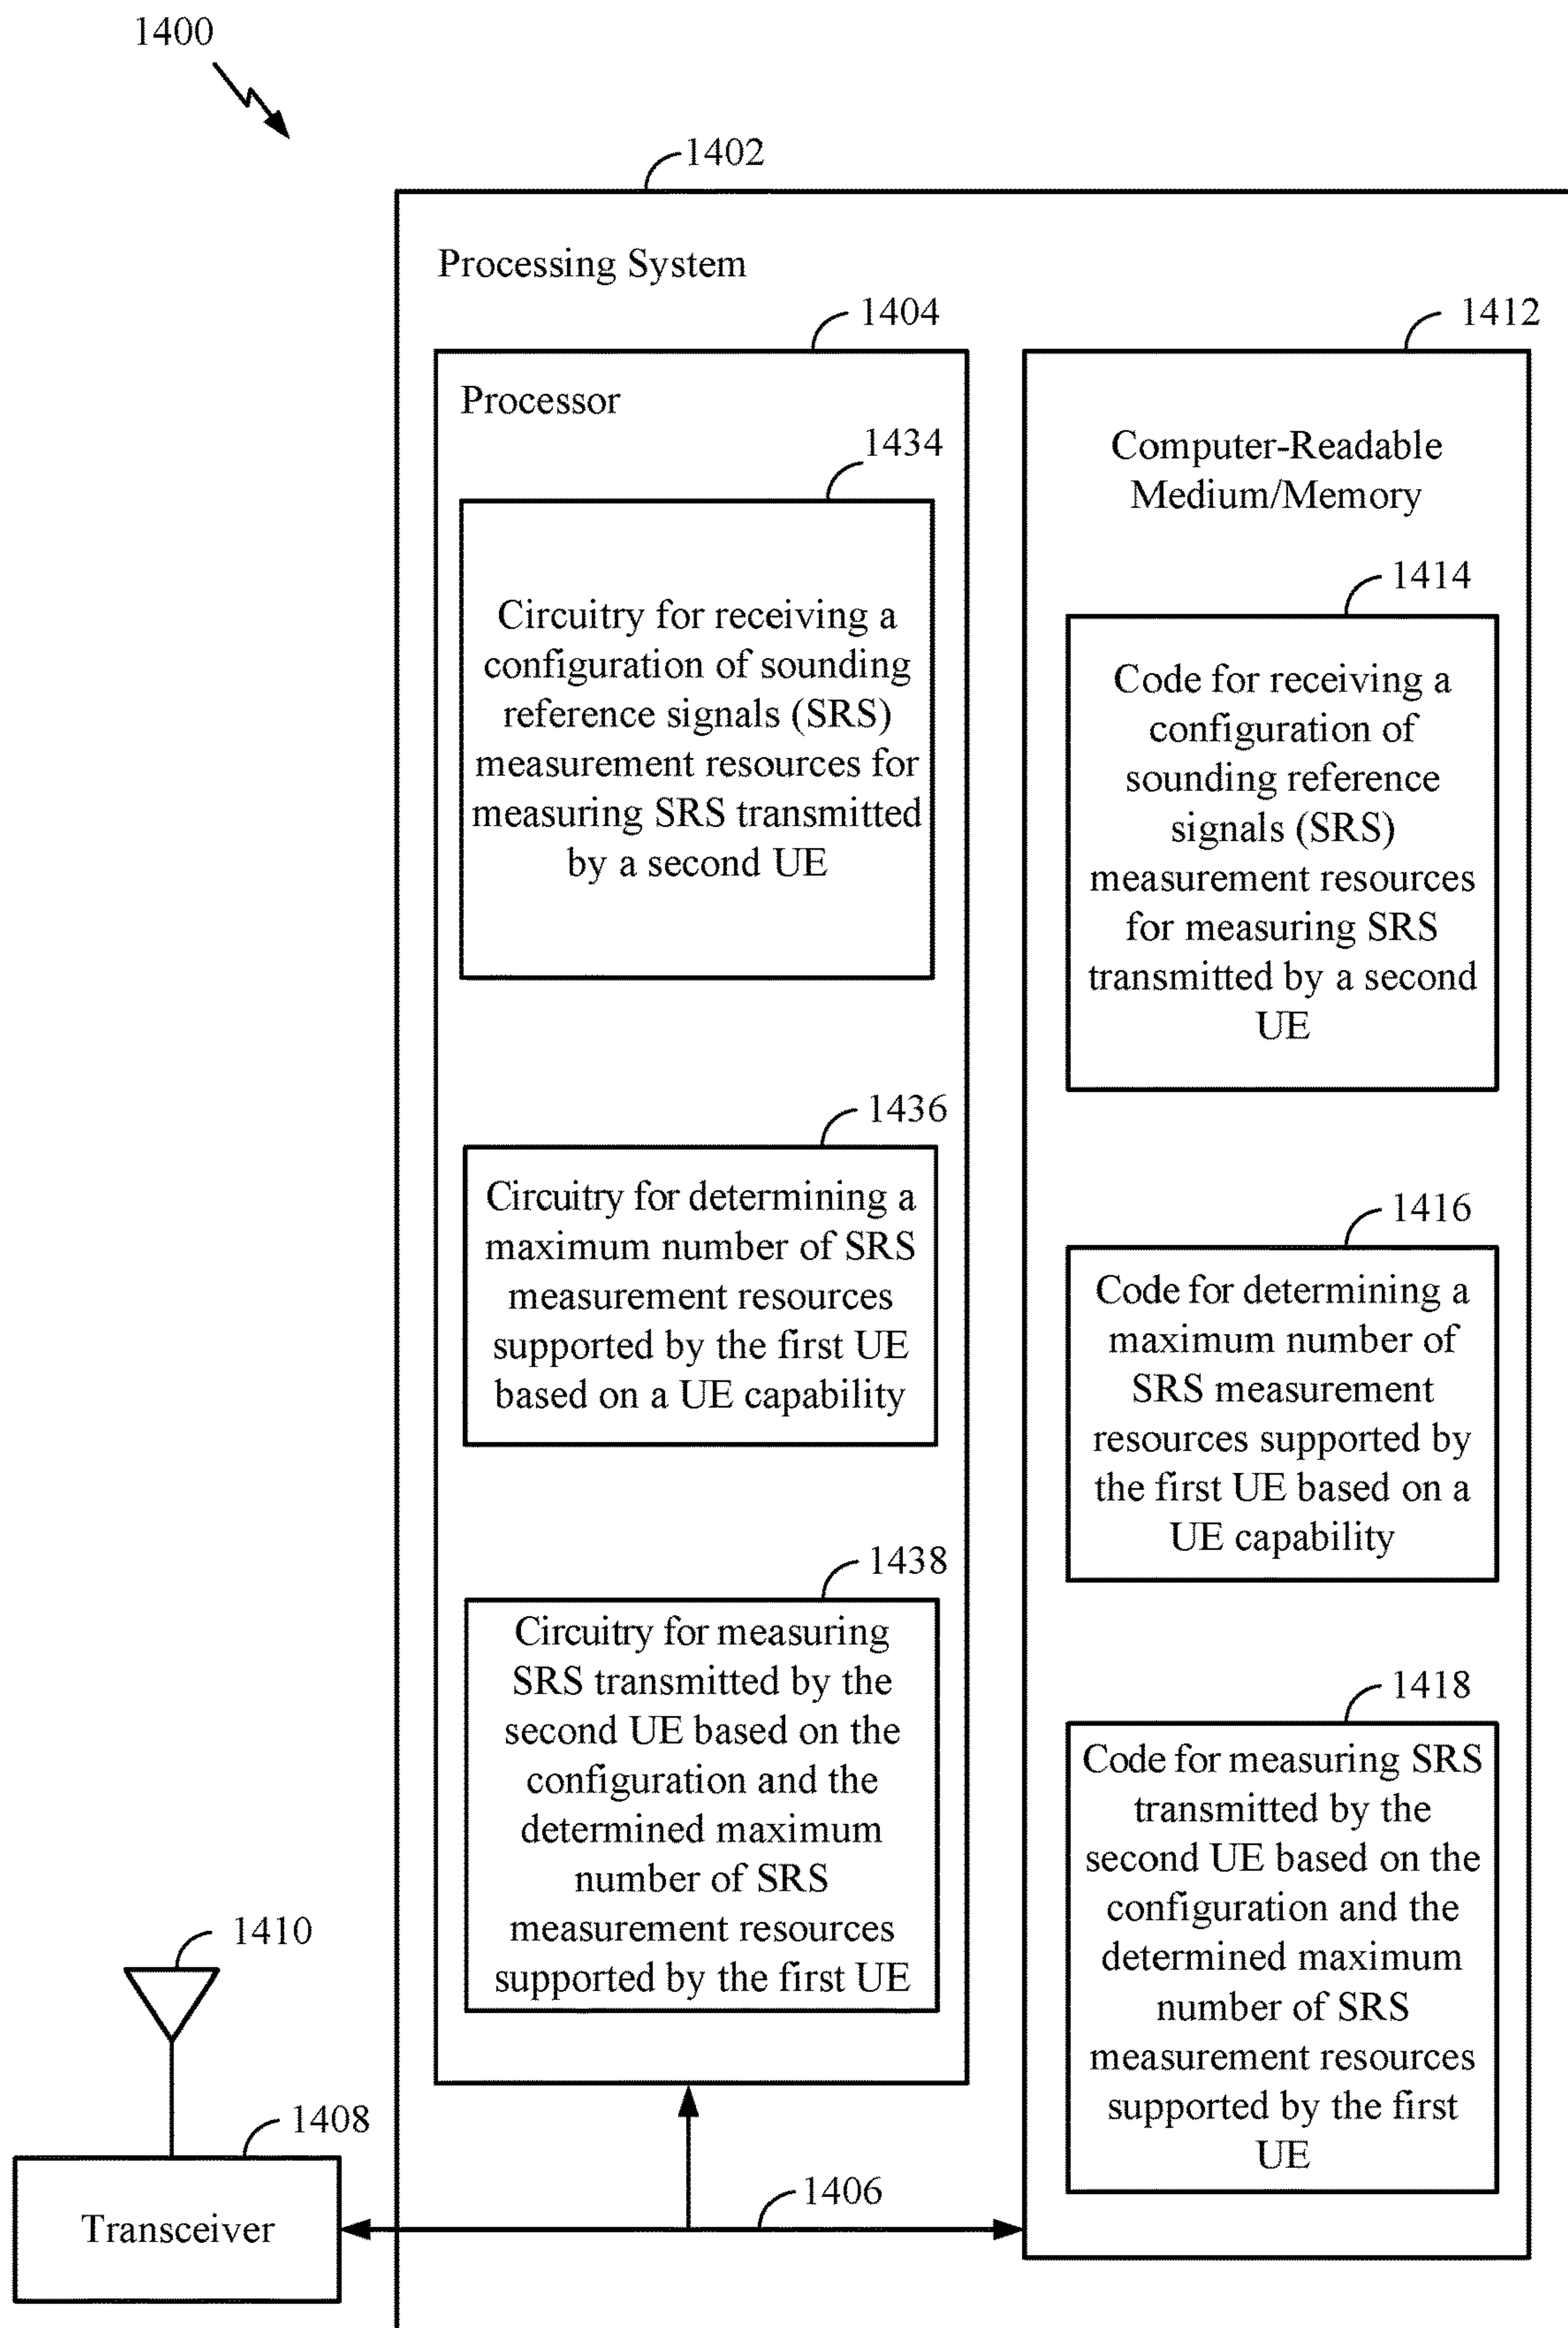 1400
1402
Processing System
1404
Processor
1434
Circuitry for receiving a
configuration of sounding
reference signals (SRS)
measurement resources for
measuring SRS transmitted
by a second UE
1436
Circuitry for determining a
maximum number of SRS
measurement resources
supported by the first UE
based on a UE capability
1438
Circuitry for measuring
SRS transmitted by the
second UE based on the
configuration and the
determined maximum
number of SRS
measurement resources
supported by the first UE
1412
Computer-Readable
Medium/Memory
1414
Code for receiving a
configuration of
sounding reference
signals (SRS)
measurement resources
for measuring SRS
transmitted by a second
UE
1416
Code for determining a
maximum number of
SRS measurement
resources supported by
the first UE based on a
UE capability
1418
Code for measuring SRS
transmitted by the
second UE based on the
configuration and the
determined maximum
number of SRS
measurement resources
supported by the first
UE
1410
1408
Transceiver
1406